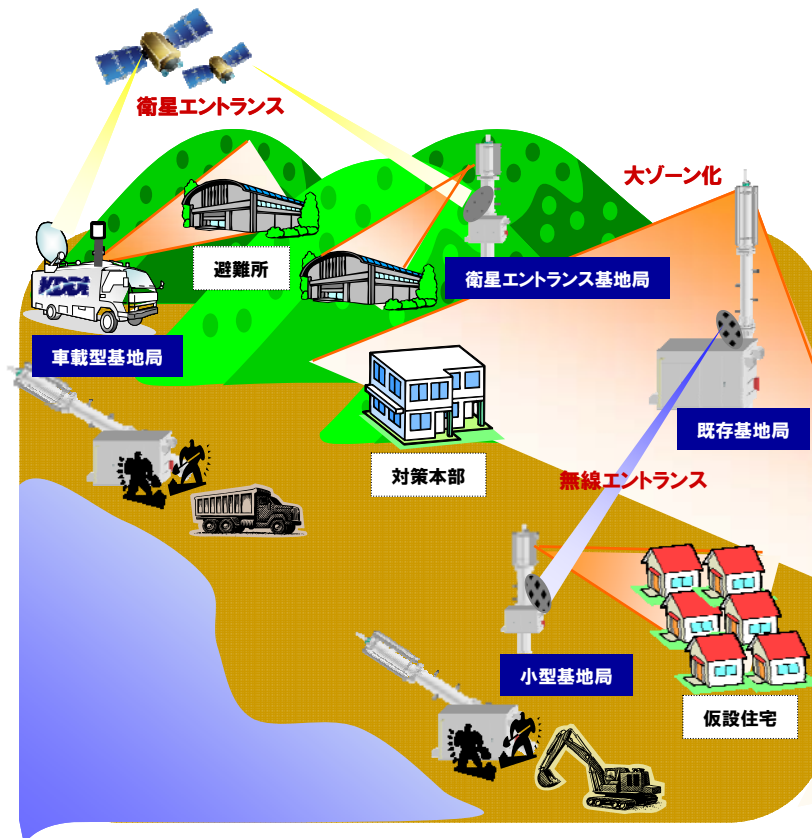 衛星エントランス
大ゾーン化
避難所
衛星エントランス基地局
KDDI
車載型基地局
既存基地局
対策本部
無線エントランス
小型基地局
仮設住宅